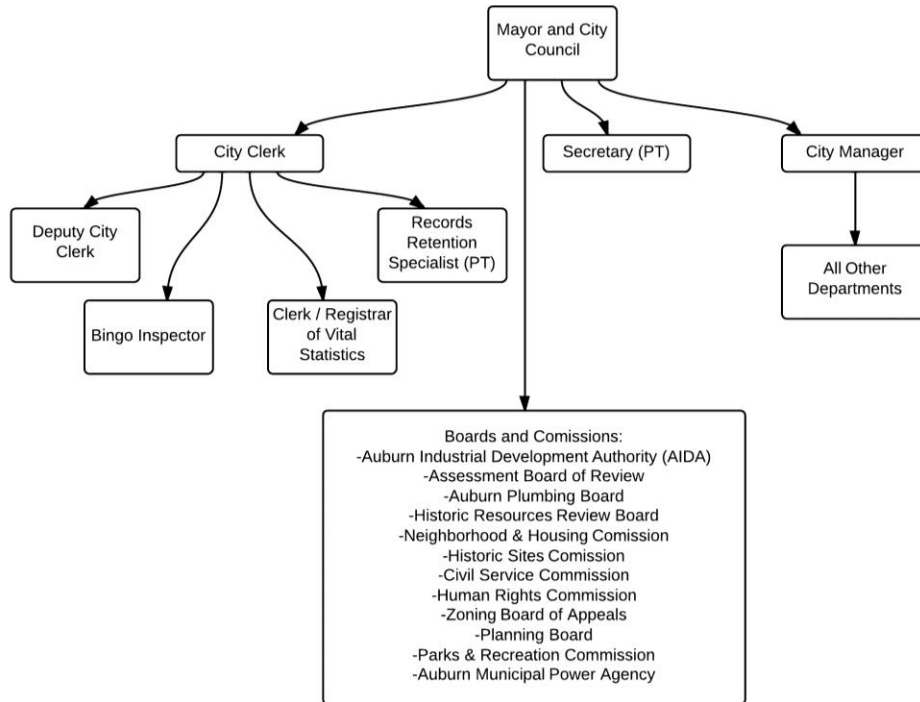 Mayor and City
Council
City Clerk
Secretary (PT)
City Manager
Deputy City
Clerk
Records
Retention
Specialist (PT)
All Other
Departments
Bingo Inspector
Clerk / Registrar
of Vital
Statistics
Boards and Comissions:
-Auburn Industrial Development Authority (AIDA)
-Assessment Board of Review
-Auburn Plumbing Board
-Historic Resources Review Board
-Neighborhood & Housing Comission
-Historic Sites Comission
-Civil Service Commission
-Human Rights Commission
-Zoning Board of Appeals
-Planning Board
-Parks & Recreation Commission
-Auburn Municipal Power Agency